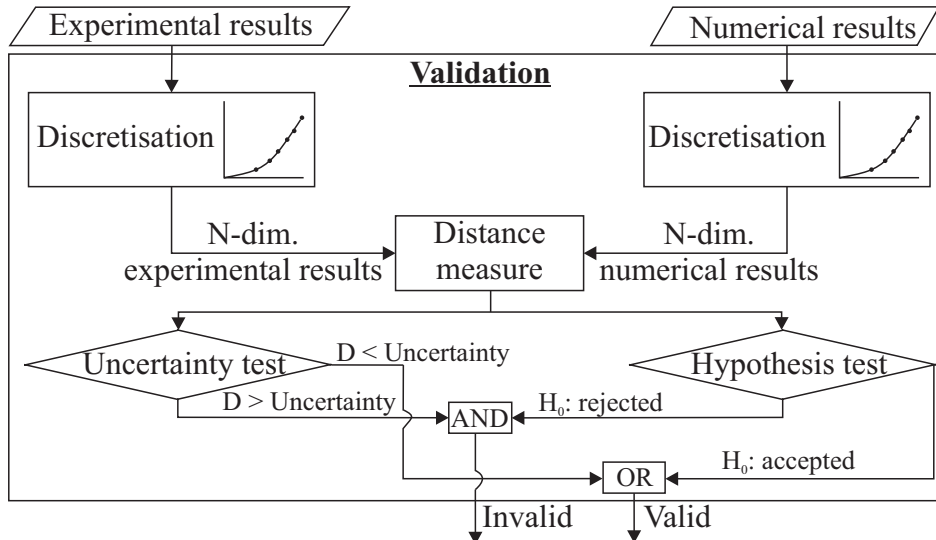 Experimental results
Numerical results
Validation
Discretisation
Discretisation
N-dim.
experimental results
Distance
measure
N-dim.
numerical results
Uncertainty test
D < Uncertainty
Hypothesis test
D > Uncertainty
AND
H₀: rejected
H₀: accepted
OR
Invalid
Valid